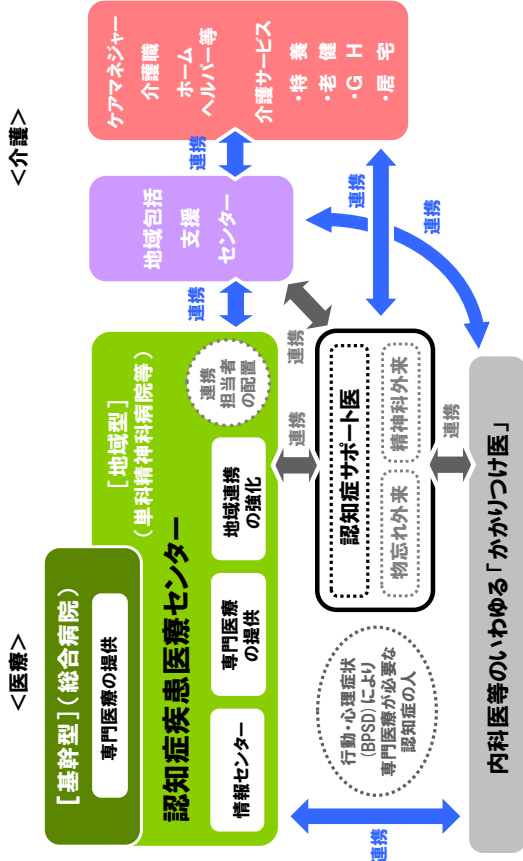 <医療>
<介護>
[基幹型](総合病院)
専門医療の提供
[地域型]
(単科精神科病院等)
認知症疾患医療センター
情報センター
専門医療
の提供
地域連携
の強化
連携
担当者
の配置
連携
地域包括
支援
センター
連携
ケアマネジャー
介護職
ホーム
ヘルパー等
介護サービス
・特 養
・老 健
・G H
・居 宅
行動・心理症状
(BPSD)により
専門医療が必要な
認知症の人
連携
連携
認知症サポート医
物忘れ外来
精神科外来
連携
連携
連携
連携
内科医等のいわゆる「かかりつけ医」